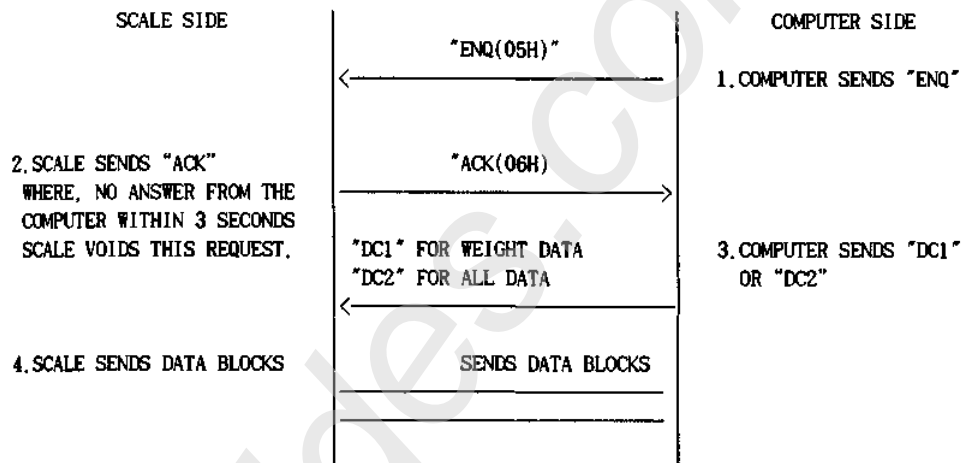 SCALE SIDE
COMPUTER SIDE
"ENQ(05H)"
1.COMPUTER SENDS "ENQ"
2.SCALE SENDS "ACK"
WHERE, NO ANSWER FROM THE
COMPUTER WITHIN 3 SECONDS
SCALE VOIDS THIS REQUEST.
"ACK(06H)
"DC1" FOR WEIGHT DATA
"DC2" FOR ALL DATA
3.COMPUTER SENDS "DC1"
OR "DC2"
4.SCALE SENDS DATA BLOCKS
SENDS DATA BLOCKS